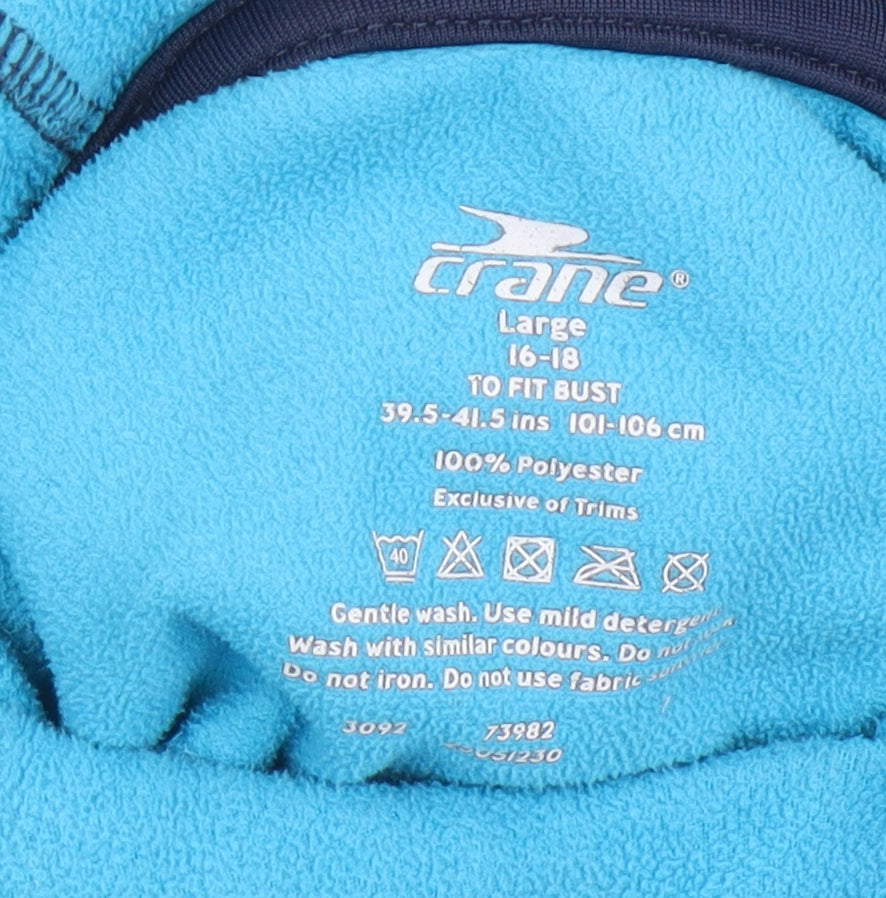 crane®
Large
16-18
TO FIT BUST
39.5-41.5 ins 101-106 cm
100% Polyester
Exclusive of Trims
40
Gentle wash. Use mild
Wash with similar colours. Do not
Do not iron. Do not use fabric
3092 73982